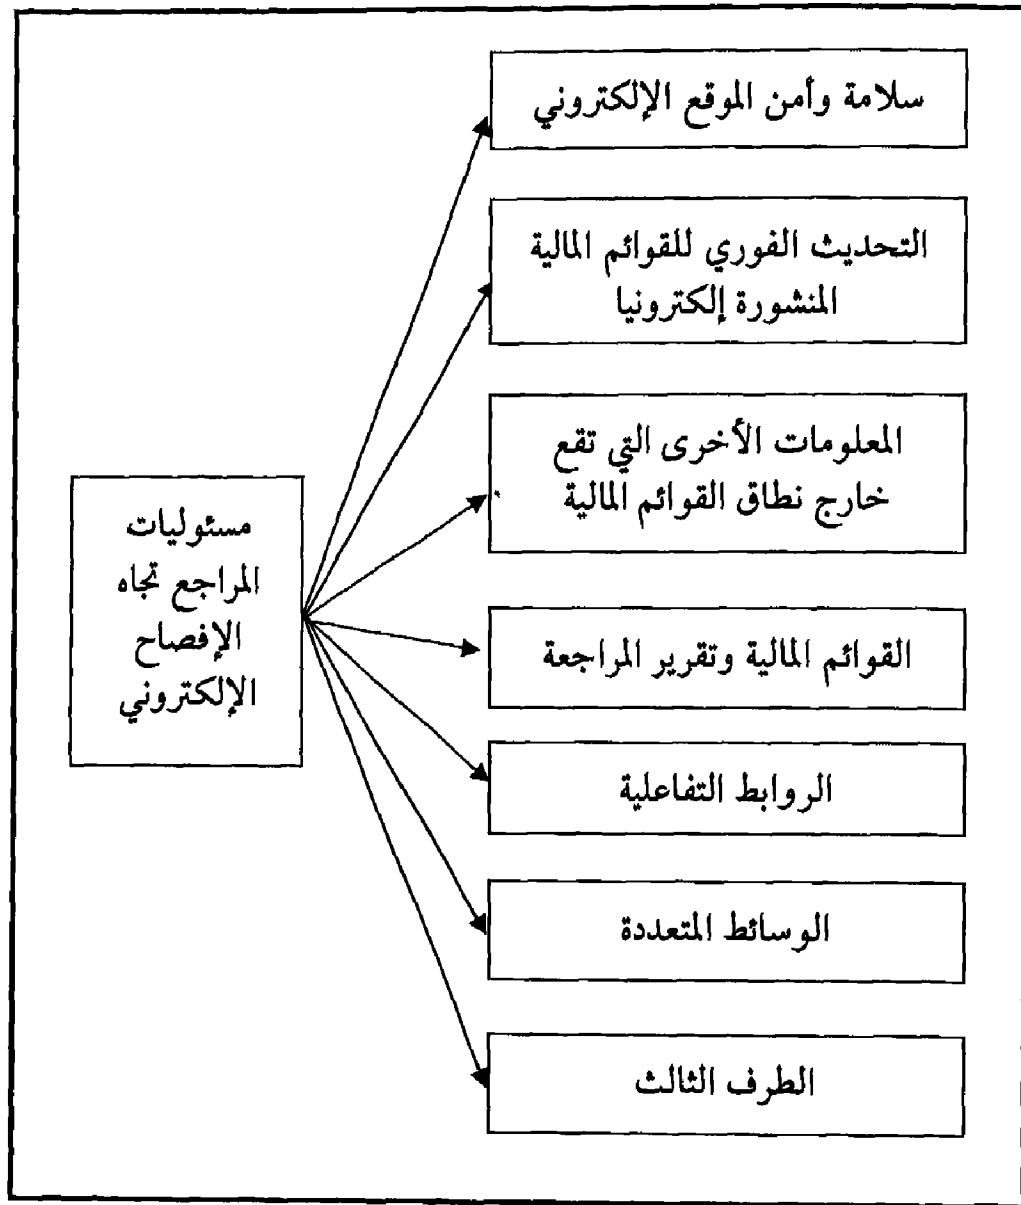 سلامة وأمن الموقع الإلكتروني
التحديث الفوري للقوائم المالية
المنشورة إلكترونيا
المعلومات الأخرى التي تقع
خارج نطاق القوائم المالية
مسئوليات
المراجع تجاه
الإفصاح
الإلكتروني
القوائم المالية وتقرير المراجعة
الروابط التفاعلية
الوسائط المتعددة
الطرف الثالث